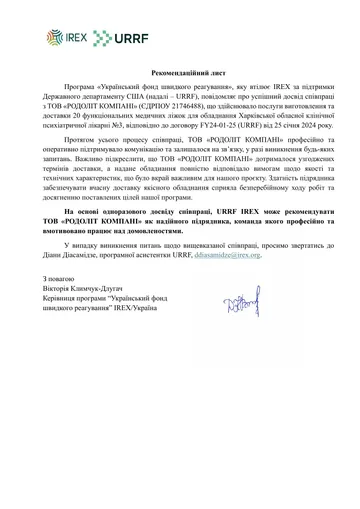 IREX URRF
Рекомендаційний лист
Програма «Український фонд швидкого реагування», яку втілює IREX за підтримки
Державного департаменту США (надалі – URRF), повідомляє про успішний досвід співпраці
з ТОВ «РОДОЛІТ КОМПАНІ» (ЄДРПОУ 21746488), що здійснювало послуги виготовлення та
доставки 20 функціональних медичних ліжок для обладнання Харківської обласної клінічної
психіатричної лікарні №3, відповідно до договору FY24-01-25 (URRF) від 25 січня 2024 року.
Протягом усього процесу співпраці, ТОВ «РОДОЛІТ КОМПАНІ» професійно та
оперативно підтримувало комунікацію та залишалося на зв’язку, у разі виникнення будь-яких
запитань. Важливо підкреслити, що ТОВ «РОДОЛІТ КОМПАНІ» дотрималося узгоджених
термінів доставки, а надане обладнання повністю відповідало вимогам щодо якості та
технічних характеристик, що було вкрай важливим для нашого проєкту. Здатність підрядника
забезпечувати вчасну доставку якісного обладнання сприяла безперебійному ходу робіт та
досягненню поставлених цілей нашої програми.
На основі одноразового досвіду співпраці, URRF IREX може рекомендувати
ТОВ «РОДОЛІТ КОМПАНІ» як надійного підрядника, команда якого професійно та
вмотивовано працює над домовленостями.
У випадку виникнення питань щодо вищевказаної співпраці, просимо звертатись до
Діани Діасамідзе, програмної асистентки URRF, ddiasamidze@irex.org.
З повагою
Вікторія Климчук-Длугач
Керівниця програми “Український фонд
швидкого реагування” IREX/Україна